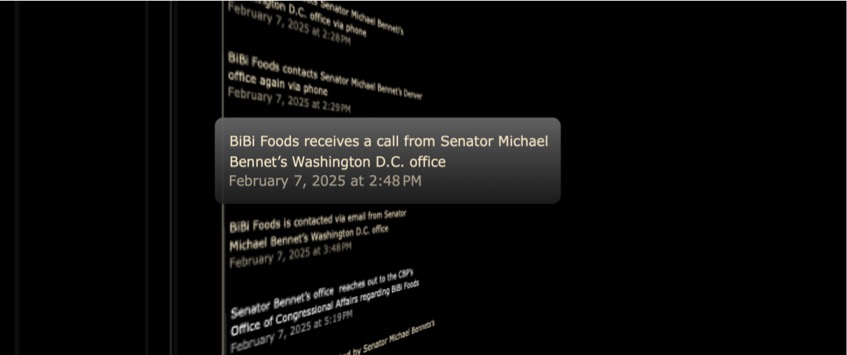 Senator Michael Bennet's
Washington D.C. office via phone
February 7, 2025 at 2:28 PM
BiBi Foods contacts Senator Michael Bennet's Denver
office again via phone
February 7, 2025 at 2:29 PM
BiBi Foods receives a call from Senator Michael
Bennet's Washington D.C. office
February 7, 2025 at 2:48 PM
BiBi Foods is contacted via email from Senator
Michael Bennet's Washington D.C. office
February 7, 2025 at 3:48 PM
Senator Bennet's office reaches out to the CBP's
Office of Congressional Affairs regarding BiBi Foods
February 7, 2025 at 5:19 PM
by Senator Michael Bennets's